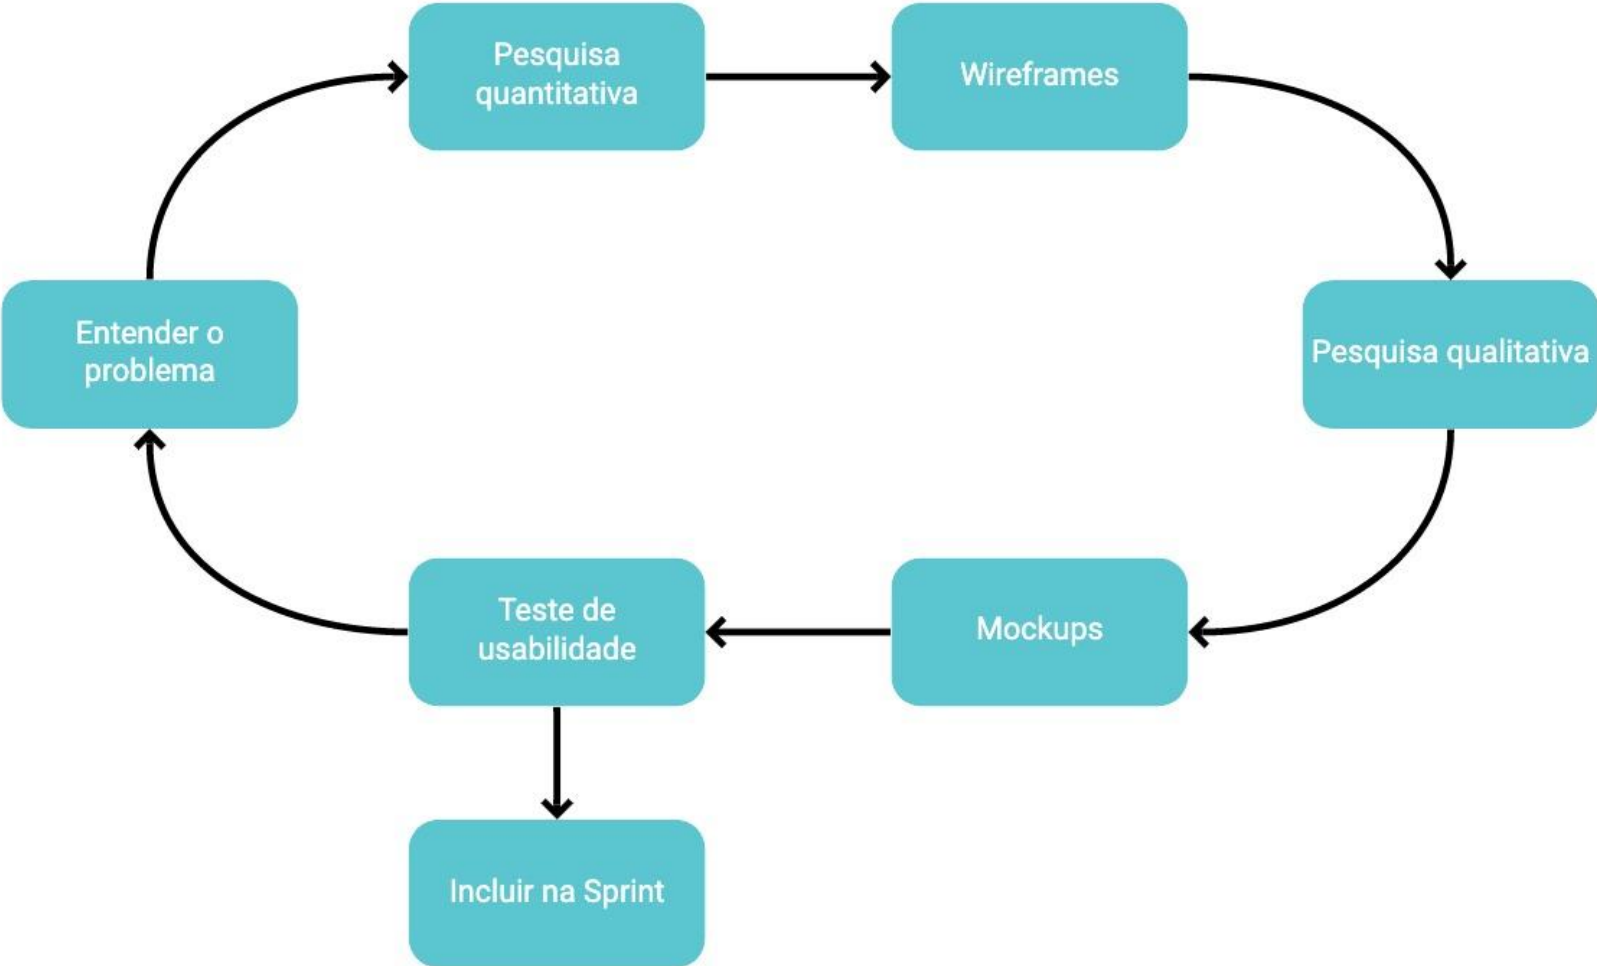 Pesquisa
quantitativa
Wireframes
Entender o
problema
Pesquisa qualitativa
Teste de
usabilidade
Mockups
Incluir na Sprint